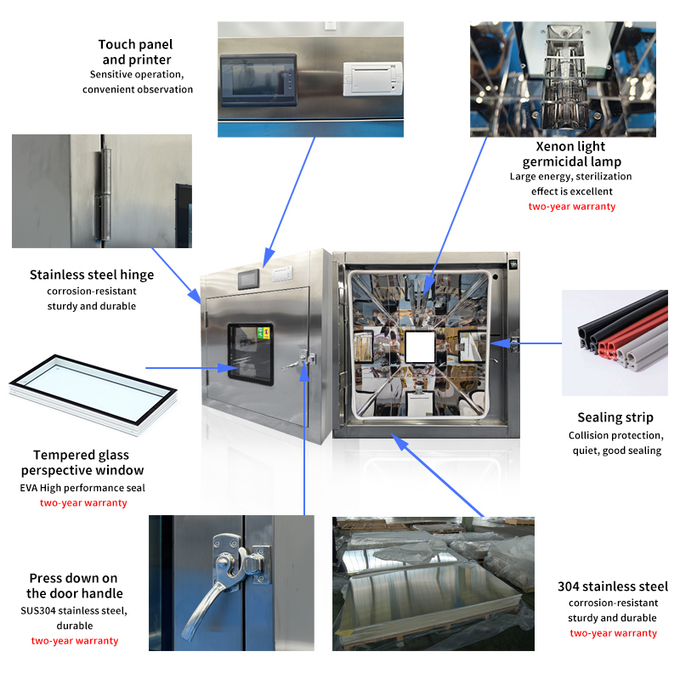 Touch panel
and printer
Sensitive operation,
convenient observation
Xenon light
germicidal lamp
Large energy, sterilization
effect is excellent
two-year warranty
Stainless steel hinge
corrosion-resistant
sturdy and durable
Sealing strip
Collision protection,
quiet, good sealing
Tempered glass
perspective window
EVA High performance seal
two-year warranty
Press down on
the door handle
SUS304 stainless steel,
durable
two-year warranty
304 stainless steel
corrosion-resistant
sturdy and durable
two-year warranty